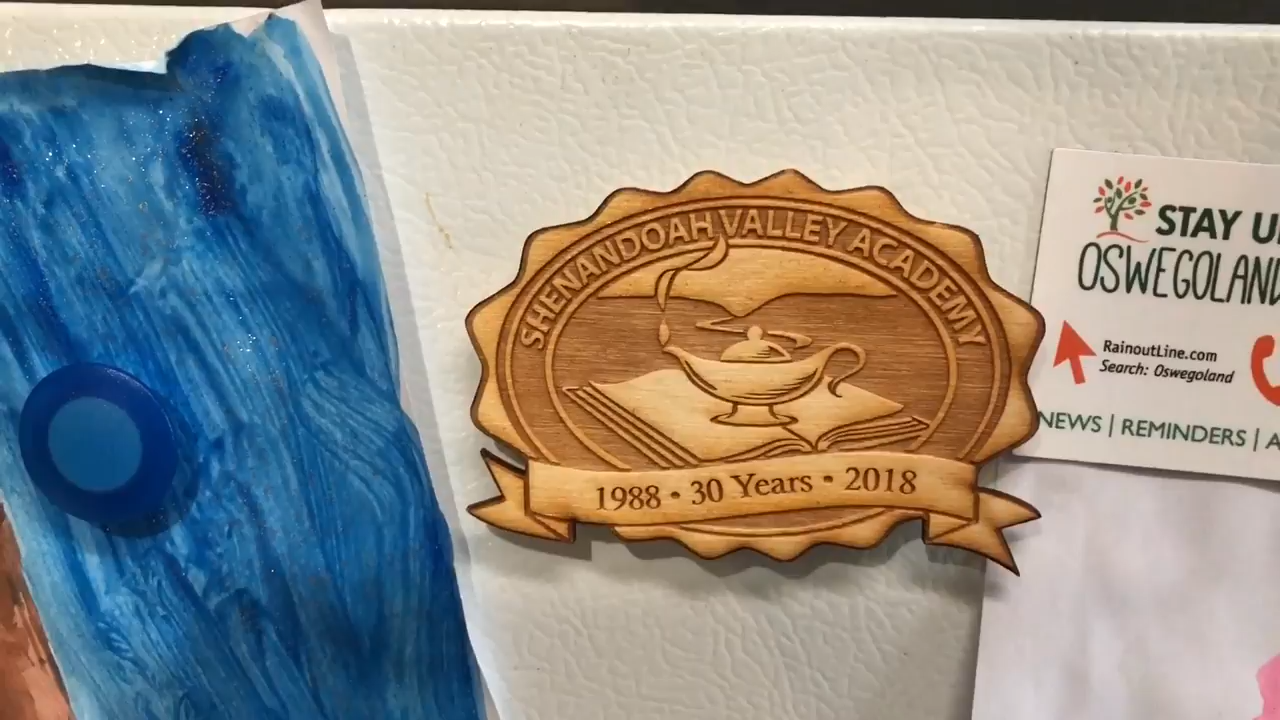 SHENANDOAH VALLEY ACADEMY
1988 • 30 Years • 2018
STAY
OSWEGOLAND
RainoutLine.com
Search: Oswegoland
NEWS | REMINDERS |